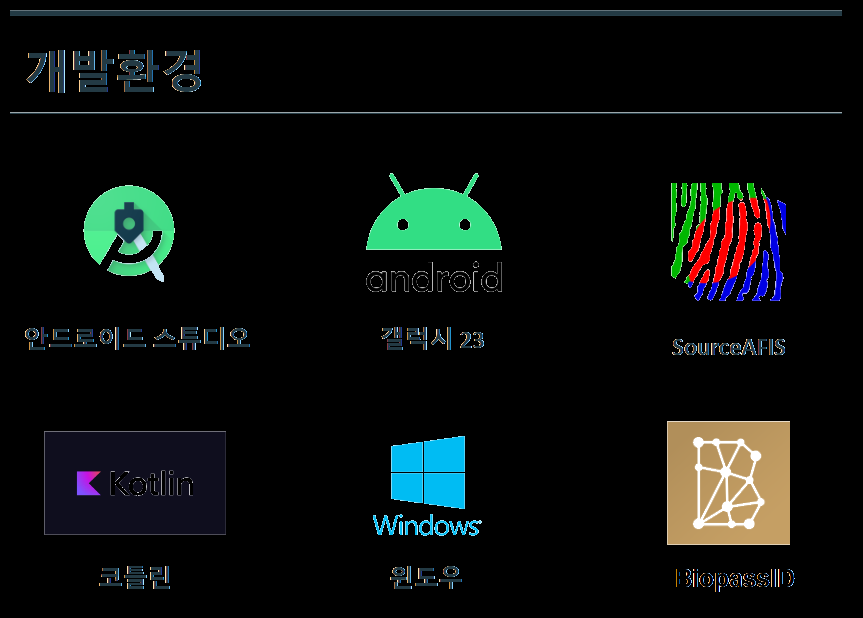 개발환경
android
안드로이드 스튜디오
갤럭시 23
SourceAFIS
Kotlin
Windows
코틀린
윈도우
BiopassID